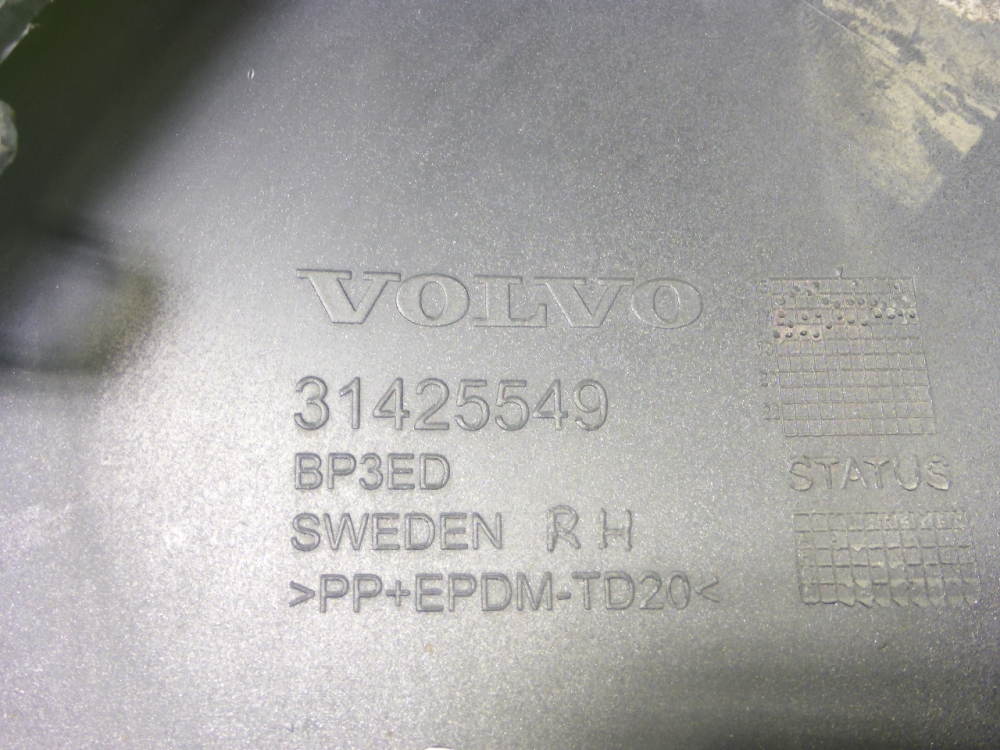 VOLVO
31425549
BP3ED
SWEDEN RH
>PP+EPDM-TD20<
STATUS